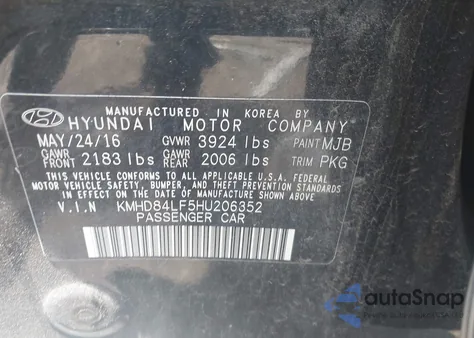 MANUFACTURED IN KOREA BY
HYUNDAI MOTOR COMPANY
MAY/24/16 GVWR 3924 lbs PAINT MJB
GAWR FRONT 2183 lbs GAWR REAR 2006 lbs TRIM PKG
THIS VEHICLE CONFORMS TO ALL APPLICABLE U.S. FEDERAL
MOTOR VEHICLE SAFETY, BUMPER, AND THEFT PREVENTION STANDARDS
IN EFFECT ON THE DATE OF MANUFACTURE SHOWN ABOVE.
V.I.N KMHD84LF5HU206352
PASSENGER CAR
autaSnap